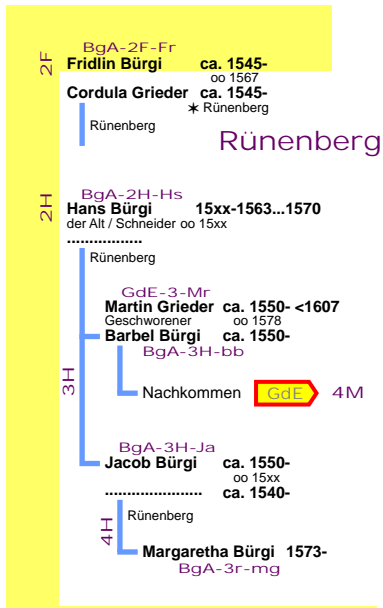 2F
BgA-2F-Fr
Fridlin Bürgi ca. 1545-
oo 1567
Cordula Grieder ca. 1545-
✶ Rünenberg
Rünenberg
Rünenberg
2H
BgA-2H-Hs
Hans Bürgi 15xx-1563...1570
der Alt / Schneider oo 15xx
.................
Rünenberg
3H
GdE-3-Mr
Martin Grieder ca. 1550- <1607
Geschworener oo 1578
Barbel Bürgi ca. 1550-
BgA-3H-bb
Nachkommen GdE 4M
BgA-3H-Ja
Jacob Bürgi ca. 1550-
oo 15xx
...................... ca. 1540-
4H
Rünenberg
Margaretha Bürgi 1573-
BgA-3r-mg